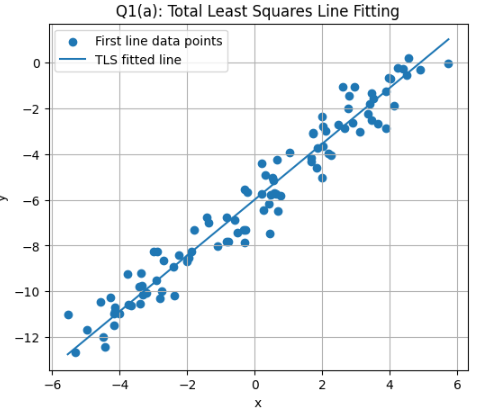 Q1(a): Total Least Squares Line Fitting
First line data points
TLS fitted line
0
−2
−4
−6
−8
−10
−12
y
−6
−4
−2
0
2
4
6
x